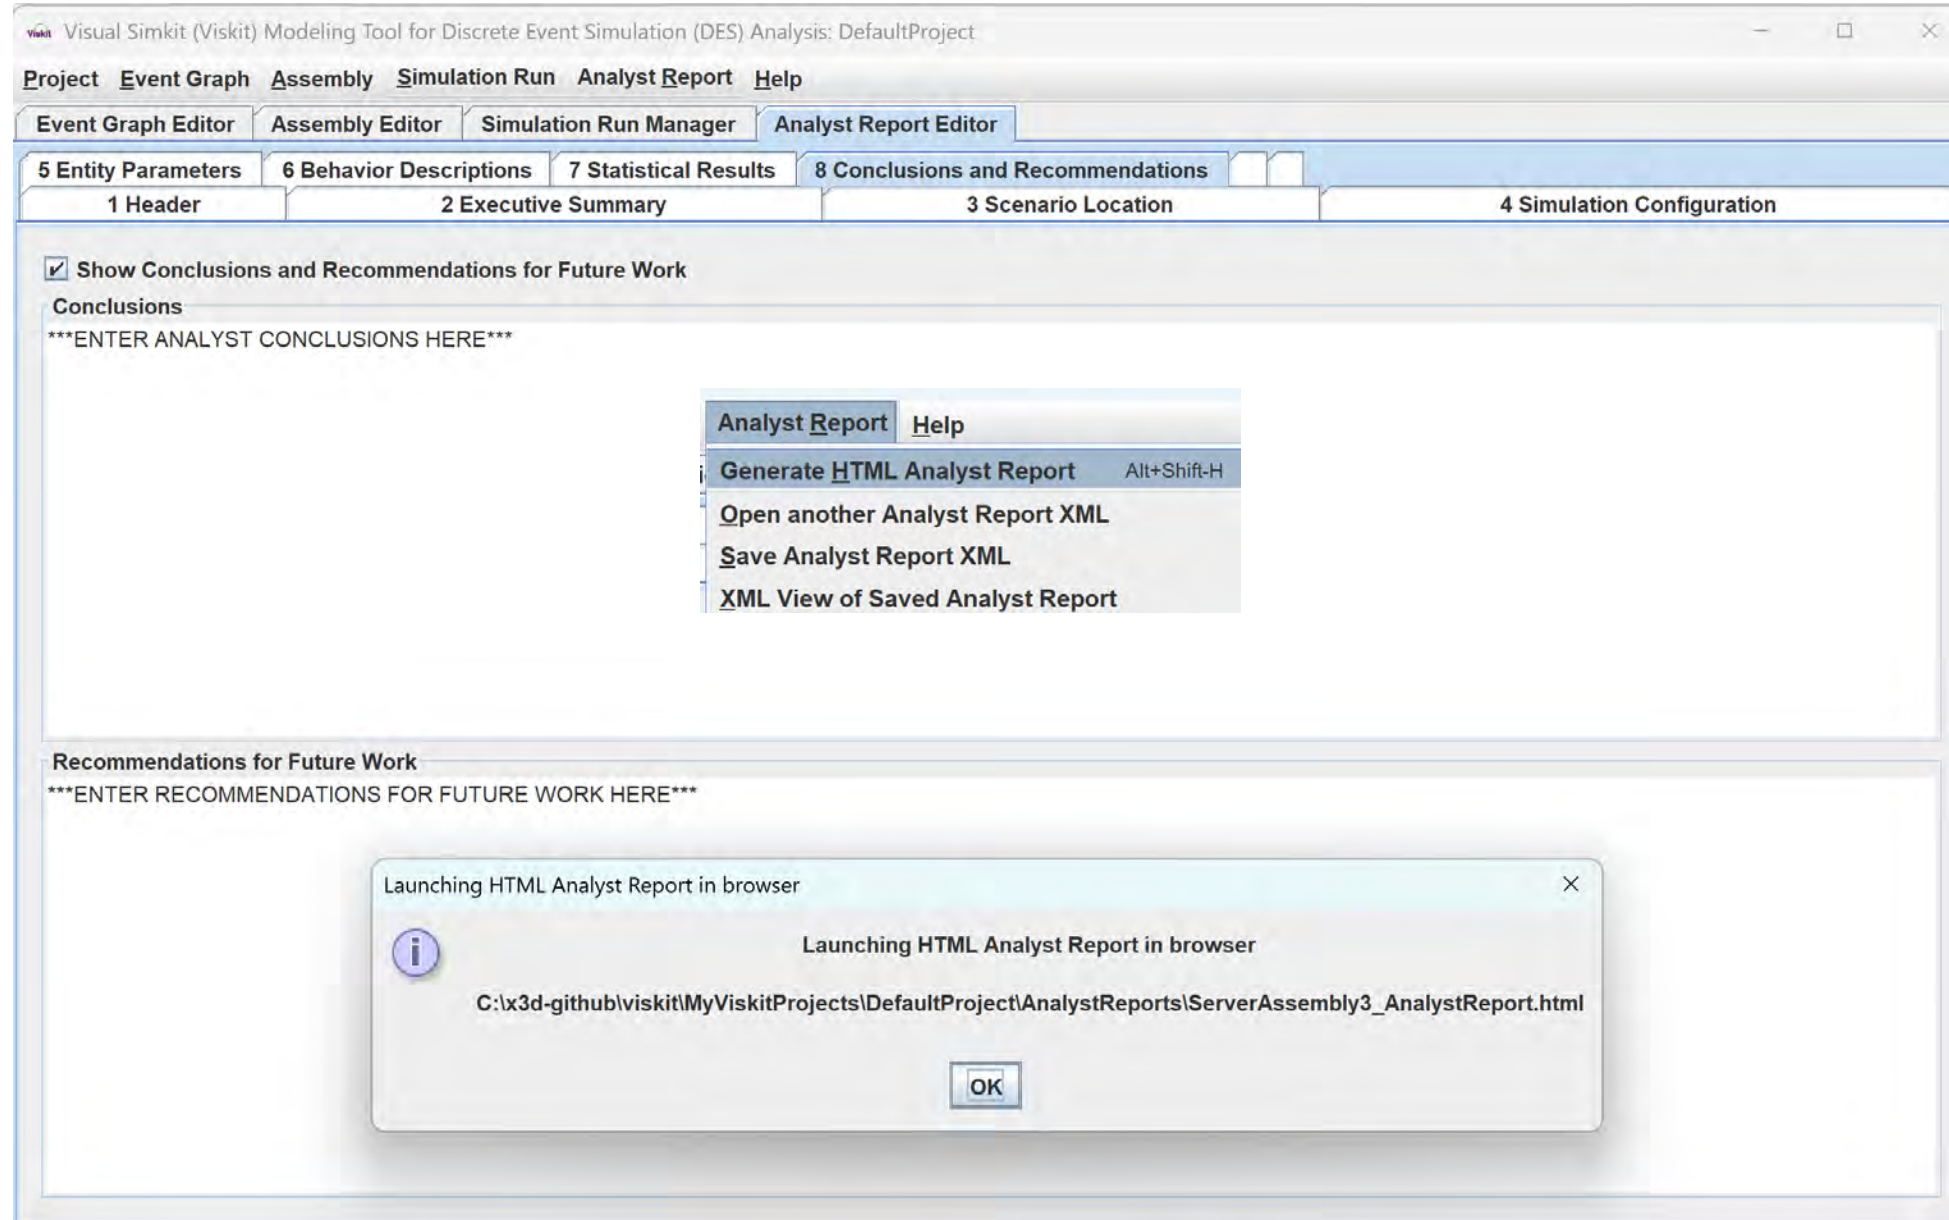 Viskit Visual Simkit (Viskit) Modeling Tool for Discrete Event Simulation (DES) Analysis: DefaultProject
Project Event Graph Assembly Simulation Run Analyst Report Help
Event Graph Editor Assembly Editor Simulation Run Manager Analyst Report Editor
5 Entity Parameters 6 Behavior Descriptions 7 Statistical Results 8 Conclusions and Recommendations
1 Header 2 Executive Summary 3 Scenario Location 4 Simulation Configuration
Show Conclusions and Recommendations for Future Work
Conclusions
***ENTER ANALYST CONCLUSIONS HERE***
Analyst Report Help
Generate HTML Analyst Report Alt+Shift-H
Open another Analyst Report XML
Save Analyst Report XML
XML View of Saved Analyst Report
Recommendations for Future Work
***ENTER RECOMMENDATIONS FOR FUTURE WORK HERE***
Launching HTML Analyst Report in browser
Launching HTML Analyst Report in browser
C:\x3d-github\viskit\MyViskitProjects\DefaultProject\AnalystReports\ServerAssembly3_AnalystReport.html
OK